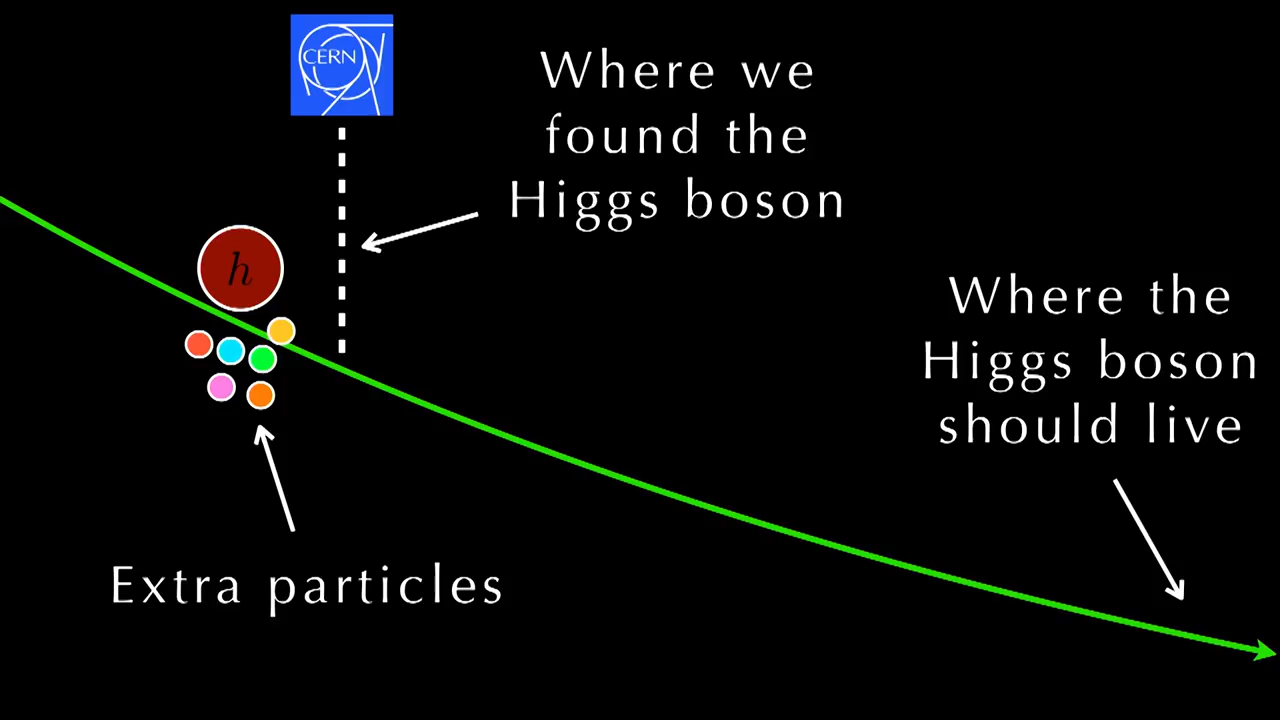 CERN
Where we
found the
Higgs boson
h
Where the
Higgs boson
should live
Extra particles